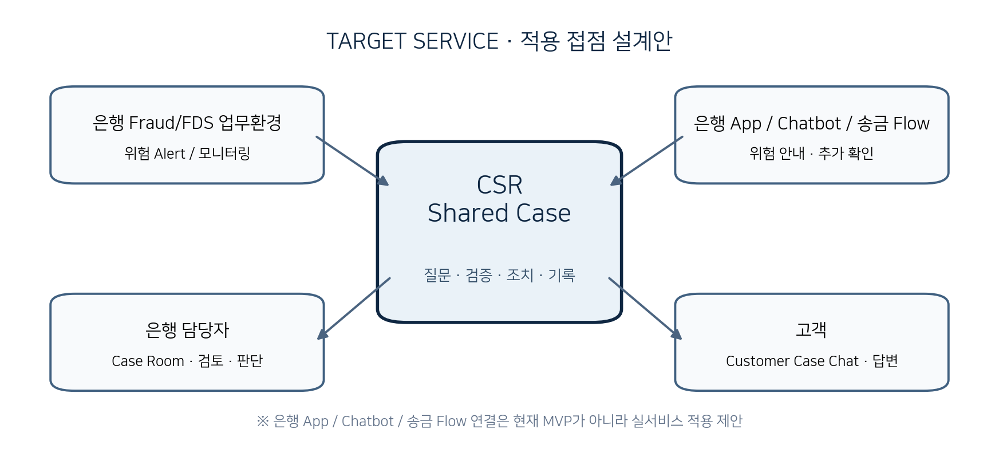 TARGET SERVICE · 적용 접점 설계안
은행 Fraud/FDS 업무환경
위험 Alert / 모니터링
은행 App / Chatbot / 송금 Flow
위험 안내 · 추가 확인
CSR
Shared Case
질문 · 검증 · 조치 · 기록
은행 담당자
Case Room · 검토 · 판단
고객
Customer Case Chat · 답변
※ 은행 App / Chatbot / 송금 Flow 연결은 현재 MVP가 아니라 실서비스 적용 제안